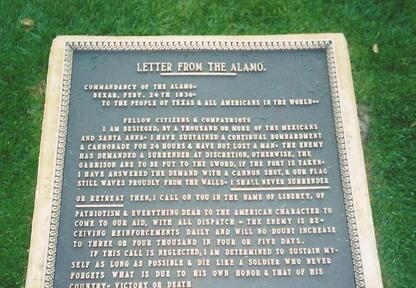 LETTER FROM THE ALAMO.
COMMANDANCY OF THE ALAMO-
BEXAR, FEBY. 24TH 1836-
TO THE PEOPLE OF TEXAS & ALL AMERICANS IN THE WORLD--
FELLOW CITIZENS & COMPATRIOTS
I AM BESIEGED, BY A THOUSAND OR MORE OF THE MEXICANS
AND SANTA ANNA- I HAVE SUSTAINED A CONTINUAL BOMBARDMENT
& CANNONADE FOR 24 HOURS & HAVE NOT LOST A MAN- THE ENEMY
HAS DEMANDED A SURRENDER AT DISCRETION, OTHERWISE, THE
GARRISON ARE TO BE PUT TO THE SWORD, IF THE FORT IS TAKEN-
I HAVE ANSWERED THE DEMAND WITH A CANNON SHOT, & OUR FLAG
STILL WAVES PROUDLY FROM THE WALLS- I SHALL NEVER SURRENDER
OR RETREAT THEN, I CALL ON YOU IN THE NAME OF LIBERTY, OF
PATRIOTISM & EVERYTHING DEAR TO THE AMERICAN CHARACTER TO
COME TO OUR AID, WITH ALL DISPATCH- THE ENEMY IS RE-
CEIVING REINFORCEMENTS DAILY AND WILL NO DOUBT INCREASE
TO THREE OR FOUR THOUSAND IN FOUR OR FIVE DAYS.
IF THIS CALL IS NEGLECTED, I AM DETERMINED TO SUSTAIN MY-
SELF AS LONG AS POSSIBLE & DIE LIKE A SOLDIER WHO NEVER
FORGETS WHAT IS DUE TO HIS OWN HONOR & THAT OF HIS
COUNTRY- VICTORY OR DEATH